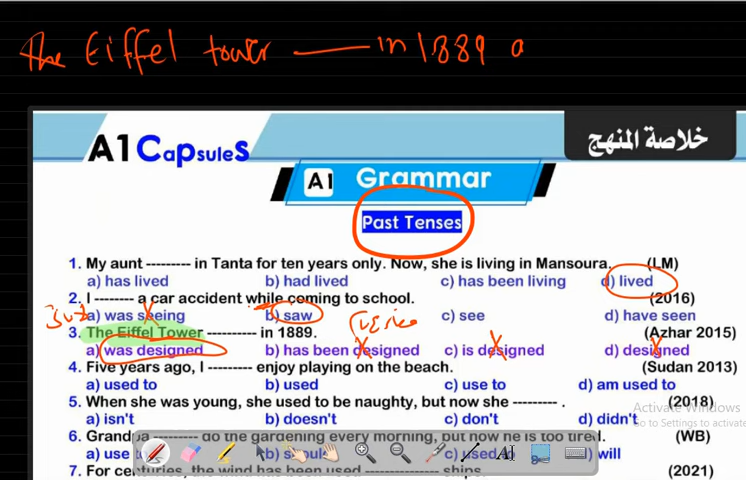 The Eiffel tower —— in 1889 a
A1 Capsules
خلاصة المنهج
A1 Grammar
Past Tenses
1. My aunt --------- in Tanta for ten years only. Now, she is living in Mansoura. (LM)
a) has lived b) had lived c) has been living d) lived
2. I -------- a car accident while coming to school. (2016)
a) was seeing b) saw c) see d) have seen
3. The Eiffel Tower ---------- in 1889. (Azhar 2015)
a) was designed b) has been designed c) is designed d) designed
4. Five years ago, I --------- enjoy playing on the beach. (Sudan 2013)
a) used to b) used c) use to d) am used to
5. When she was young, she used to be naughty, but now she --------- . (2018)
a) isn't b) doesn't c) don't d) didn't
Activate Windows
Go to Settings to activate
6. Grandpa --------- do the gardening every morning, but now he is too tired. (WB)
d) will
7. For centuries, the wind has been used -------------- ships. (2021)